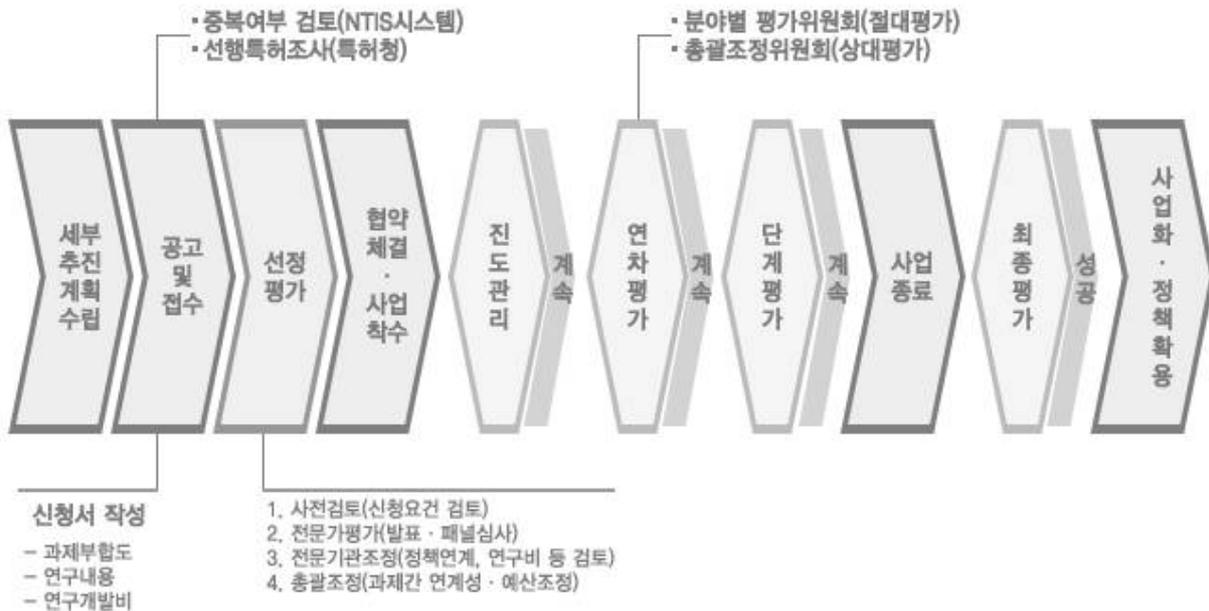 ▪ 중복여부 검토(NTIS시스템)
▪ 선행특허조사(특허청)
▪ 분야별 평가위원회(절대평가)
▪ 총괄조정위원회(상대평가)
세부
추진
계획
수립
공고
및
접수
선정
평가
협약
체결
·
사업
착수
진도관리
계속
연차평가
계속
단계평가
계속
사업
종료
최종평가
성공
사업화·정책확용
신청서 작성
– 과제부합도
– 연구내용
– 연구개발비
1. 사전검토(신청요건 검토)
2. 전문가평가(발표 · 패널심사)
3. 전문기관조정(정책연계, 연구비 등 검토)
4. 총괄조정(과제간 연계성 · 예산조정)